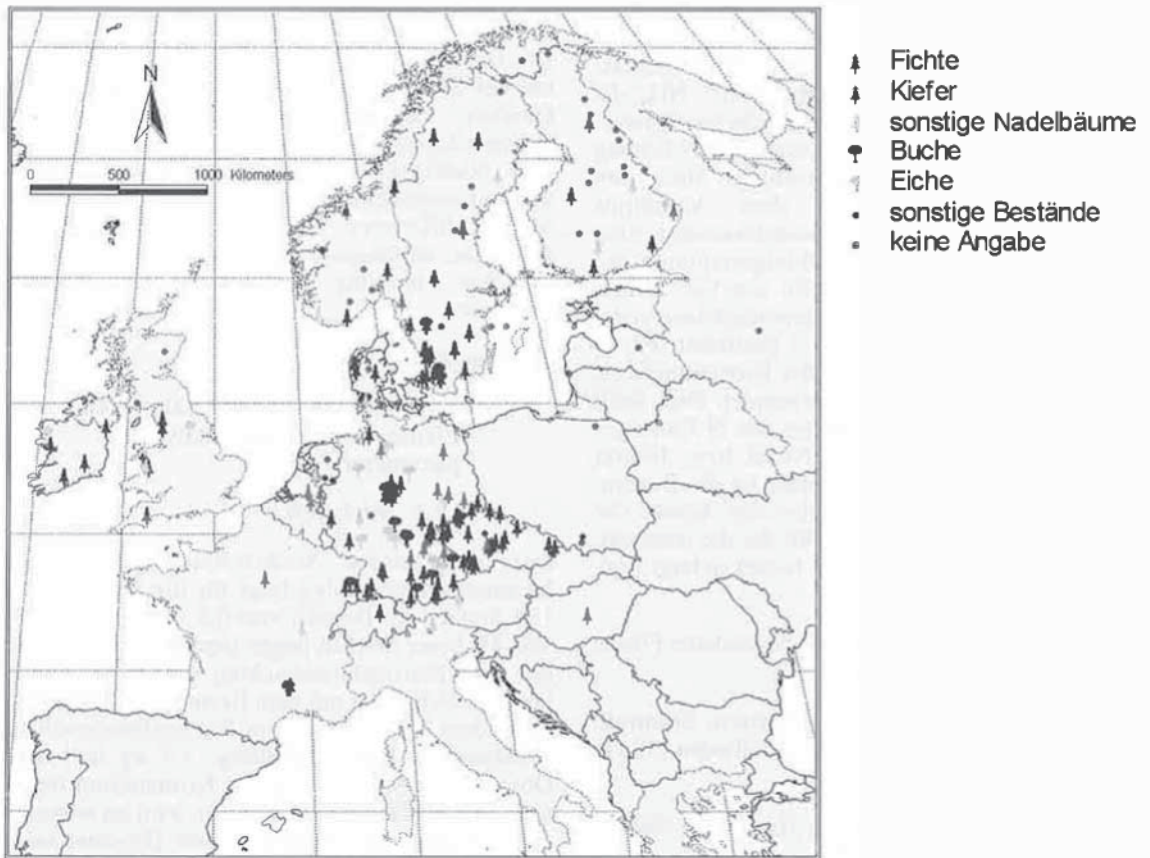 N
0 500 1000 Kilometers
Fichte
Kiefer
sonstige Nadelbäume
Buche
Eiche
sonstige Bestände
keine Angabe